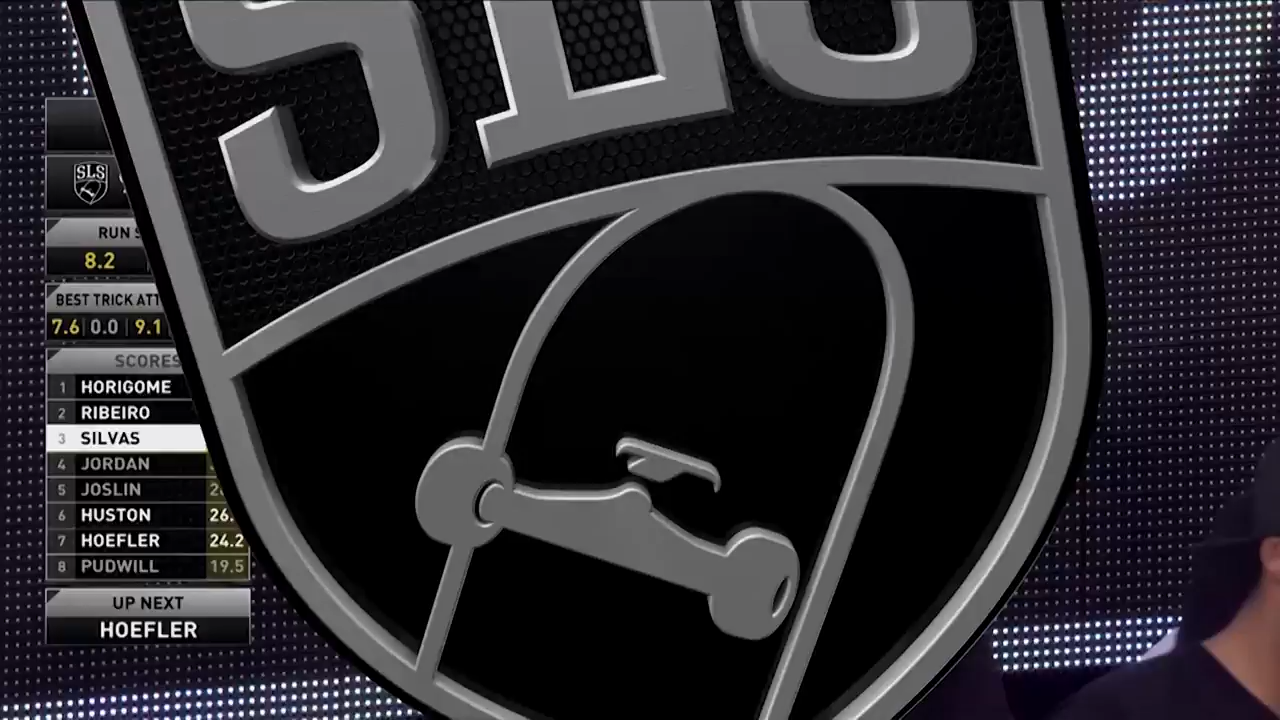 SLS
SLS
RUN
8.2
BEST TRICK ATT
7.6 0.0 9.1
SCORES
1 HORIGOME
2 RIBEIRO
3 SILVAS
4 JORDAN
5 JOSLIN
6 HUSTON 26.
7 HOEFLER 24.2
8 PUDWILL 19.5
UP NEXT
HOEFLER